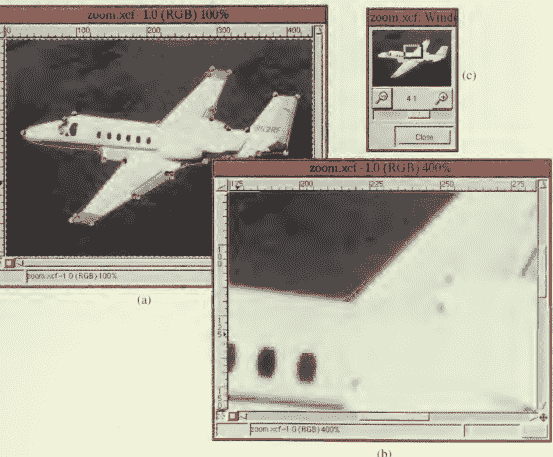 zoom.xcf-1.0 (RGB) 100%
0 100 200 300 400
zoom.xcf-1.0 (RGB) 100%
(a)
zoom.xcf: Wind
4:1
Close
(c)
zoom.xcf-1.0 (RGB) 400%
175 200 225 250 275
zoom.xcf-1.0 (RGB) 400%
(b)